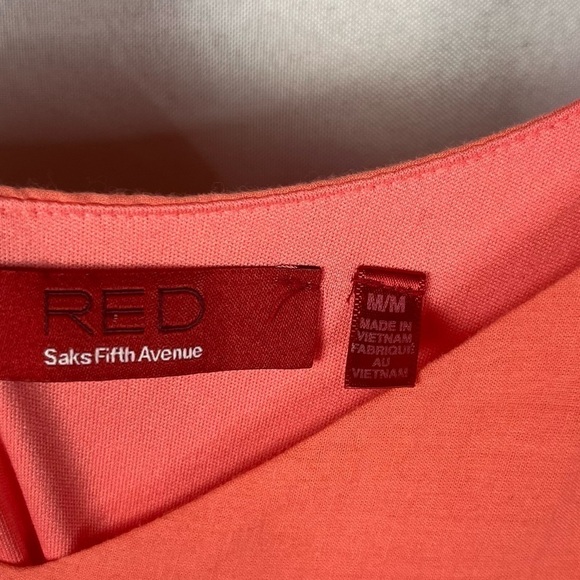 RED
Saks Fifth Avenue
M/M
MADE IN
VIETNAM
FABRIQUÉ
AU
VIETNAM